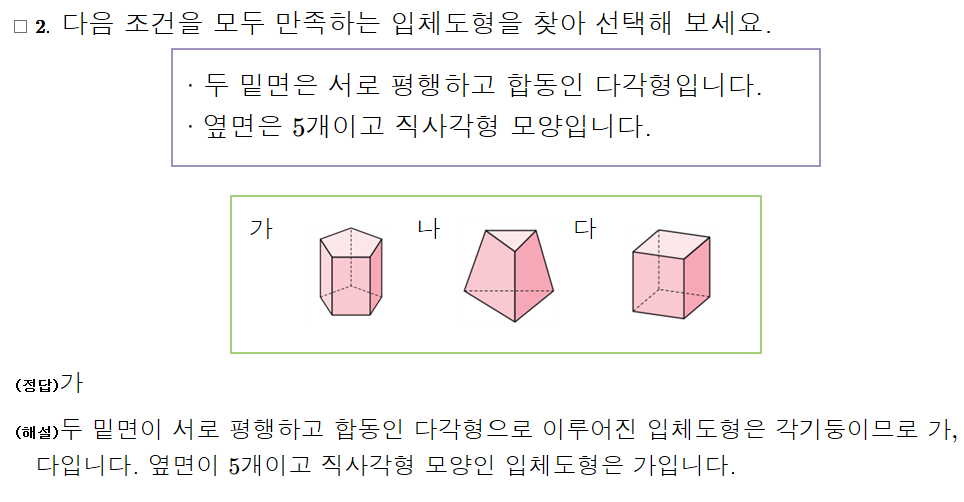 □ 2. 다음 조건을 모두 만족하는 입체도형을 찾아 선택해 보세요.
· 두 밑면은 서로 평행하고 합동인 다각형입니다.
· 옆면은 5개이고 직사각형 모양입니다.
가 나 다
(정답)가
(해설)두 밑면이 서로 평행하고 합동인 다각형으로 이루어진 입체도형은 각기둥이므로 가,
다입니다. 옆면이 5개이고 직사각형 모양인 입체도형은 가입니다.